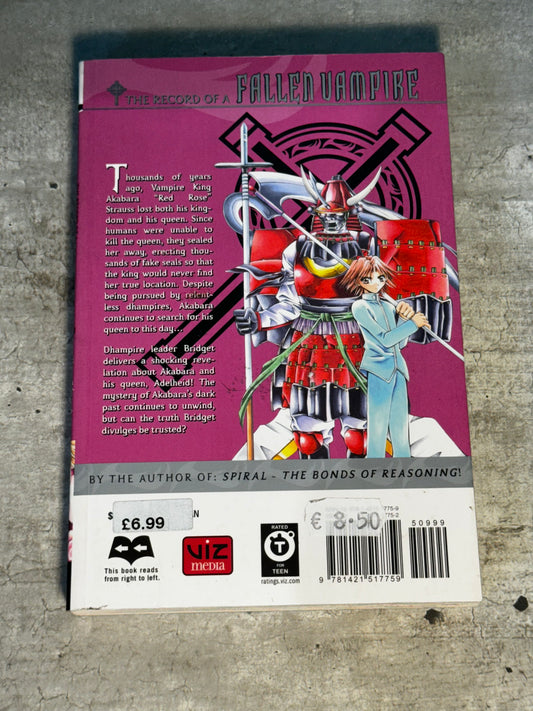 THE RECORD OF A FALLEN VAMPIRE
Thousands of years
ago, Vampire King
Akabara "Red Rose"
Strauss lost both his king-
dom and his queen. Since
humans were unable to
kill the queen, they sealed
her away, erecting thou-
sands of fake seals so that
the king would never find
her true location. Despite
being pursued by relent-
less dhampires, Akabara
continues to search for his
queen to this day...
Dhampire leader Bridget
delivers a shocking reve-
lation about Akabara and
his queen, Adelheid! The
mystery of Akabara's dark
past continues to unwind,
but can the truth Bridget
divulges be trusted?
BY THE AUTHOR OF: SPIRAL - THE BONDS OF REASONING!
£6.99
This book reads
from right to left.
VIZ
MEDIA
RATED
T
FOR
TEEN
ratings.viz.com
€ 8.50
50999
9 781421 517759